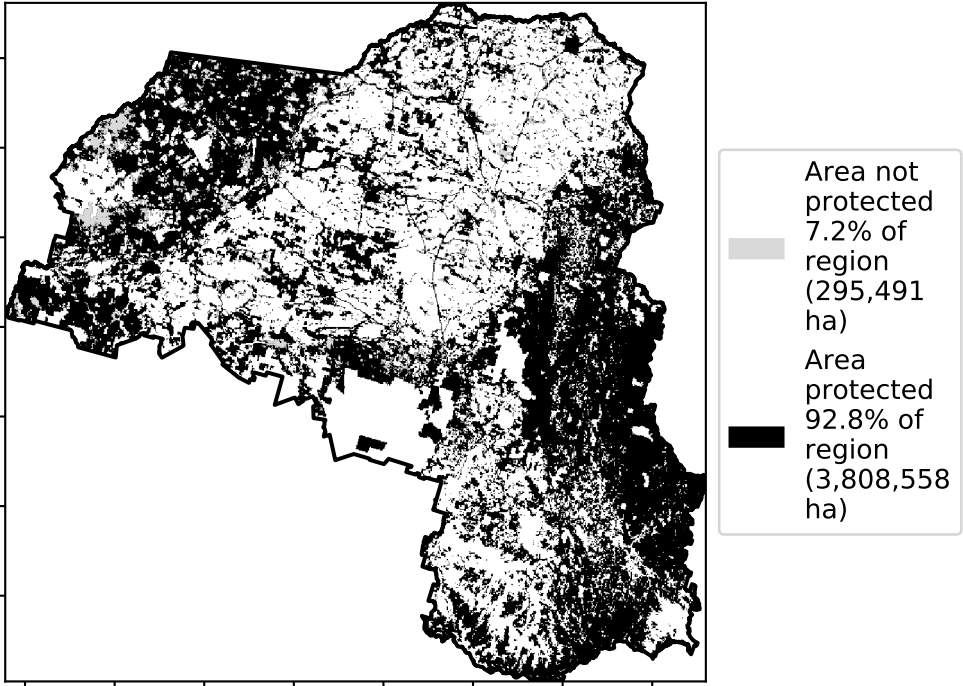 Area not
protected
7.2% of
region
(295,491
ha)
Area
protected
92.8% of
region
(3,808,558
ha)